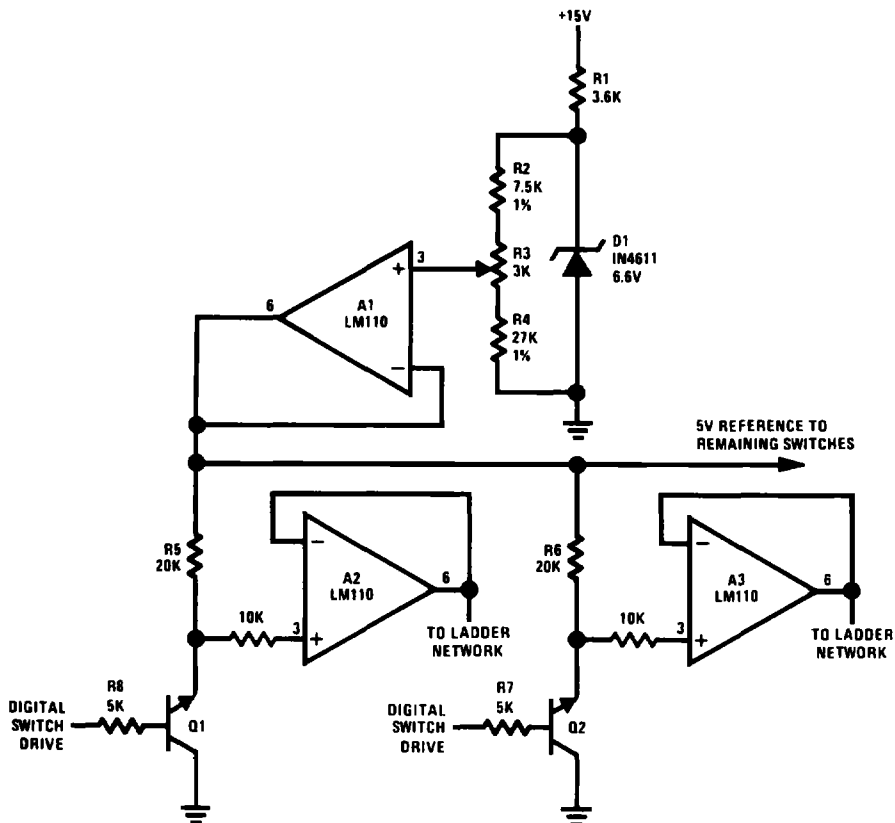 +15V
R1
3.6K
R2
7.5K
1%
R3
3K
R4
27K
1%
D1
IN4611
6.6V
3
+
A1
LM110
6
−
5V REFERENCE TO
REMAINING SWITCHES
R5
20K
−
A2
LM110
6
10K
3
+
TO LADDER
NETWORK
R6
20K
−
A3
LM110
6
10K
3
+
TO LADDER
NETWORK
DIGITAL
SWITCH
DRIVE
R8
5K
Q1
DIGITAL
SWITCH
DRIVE
R7
5K
Q2